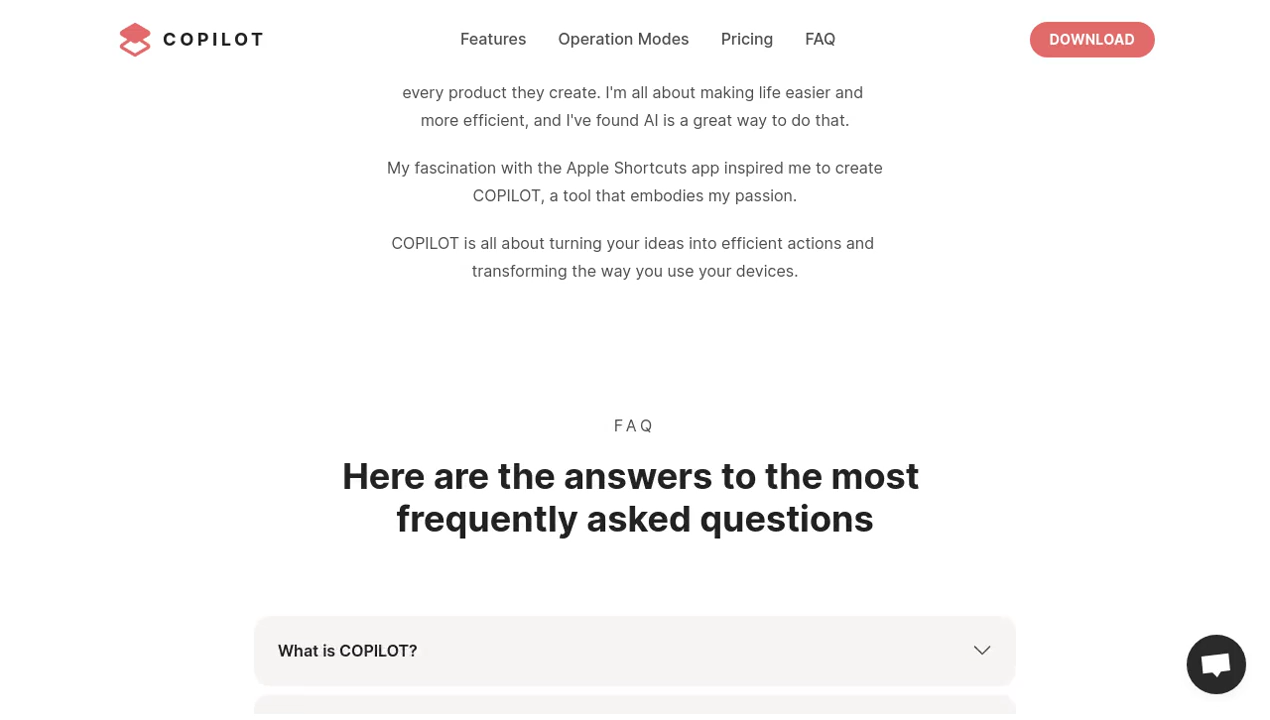 COPILOT
Features
Operation Modes
Pricing
FAQ
DOWNLOAD
every product they create. I'm all about making life easier and
more efficient, and I've found AI is a great way to do that.
My fascination with the Apple Shortcuts app inspired me to create
COPILOT, a tool that embodies my passion.
COPILOT is all about turning your ideas into efficient actions and
transforming the way you use your devices.
FAQ
Here are the answers to the most
frequently asked questions
What is COPILOT?